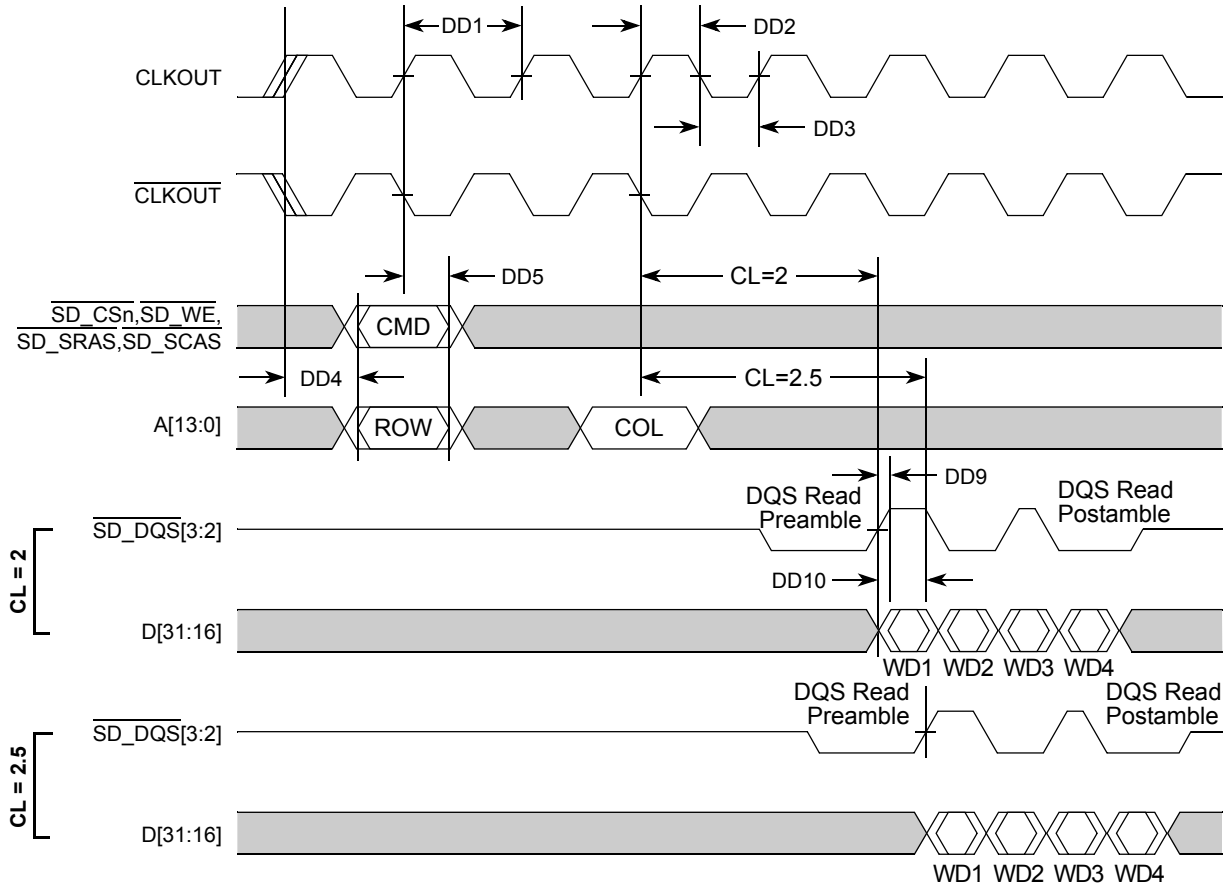 DD1
DD2
CLKOUT
DD3
CLKOUT
DD5
CL=2
SD_CSn,SD_WE,
SD_SRAS,SD_SCAS
CMD
DD4
CL=2.5
A[13:0]
ROW
COL
DD9
DQS Read
Preamble
DQS Read
Postamble
SD_DQS[3:2]
CL = 2
DD10
D[31:16]
WD1 WD2 WD3 WD4
DQS Read
Preamble
DQS Read
Postamble
SD_DQS[3:2]
CL = 2.5
D[31:16]
WD1 WD2 WD3 WD4